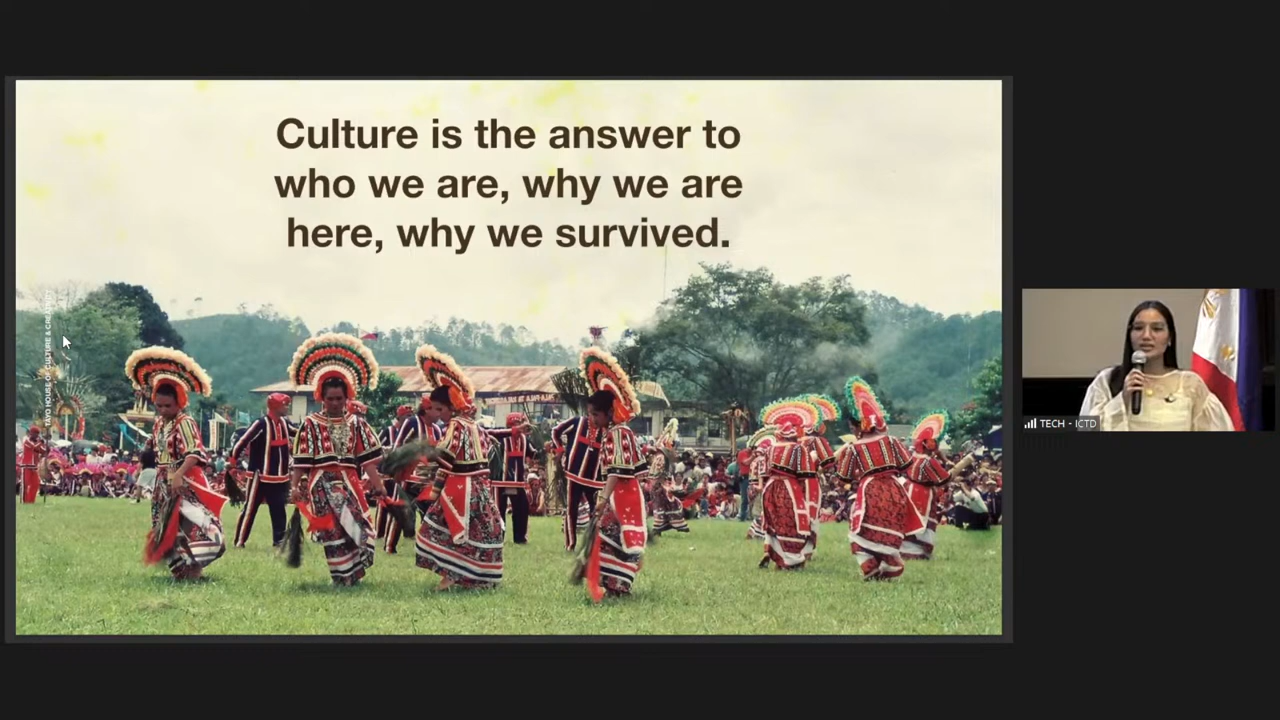 Culture is the answer to
who we are, why we are
here, why we survived.
TECH - ICTD